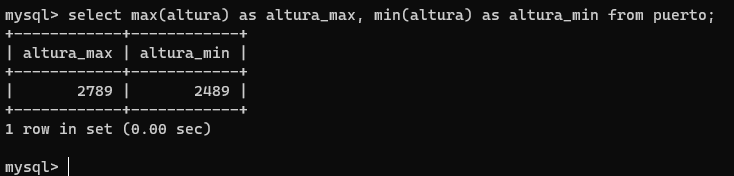 mysql> select max(altura) as altura_max, min(altura) as altura_min from puerto;
+------------+------------+
| altura_max | altura_min |
+------------+------------+
|       2789 |       2489 |
+------------+------------+
1 row in set (0.00 sec)
mysql>